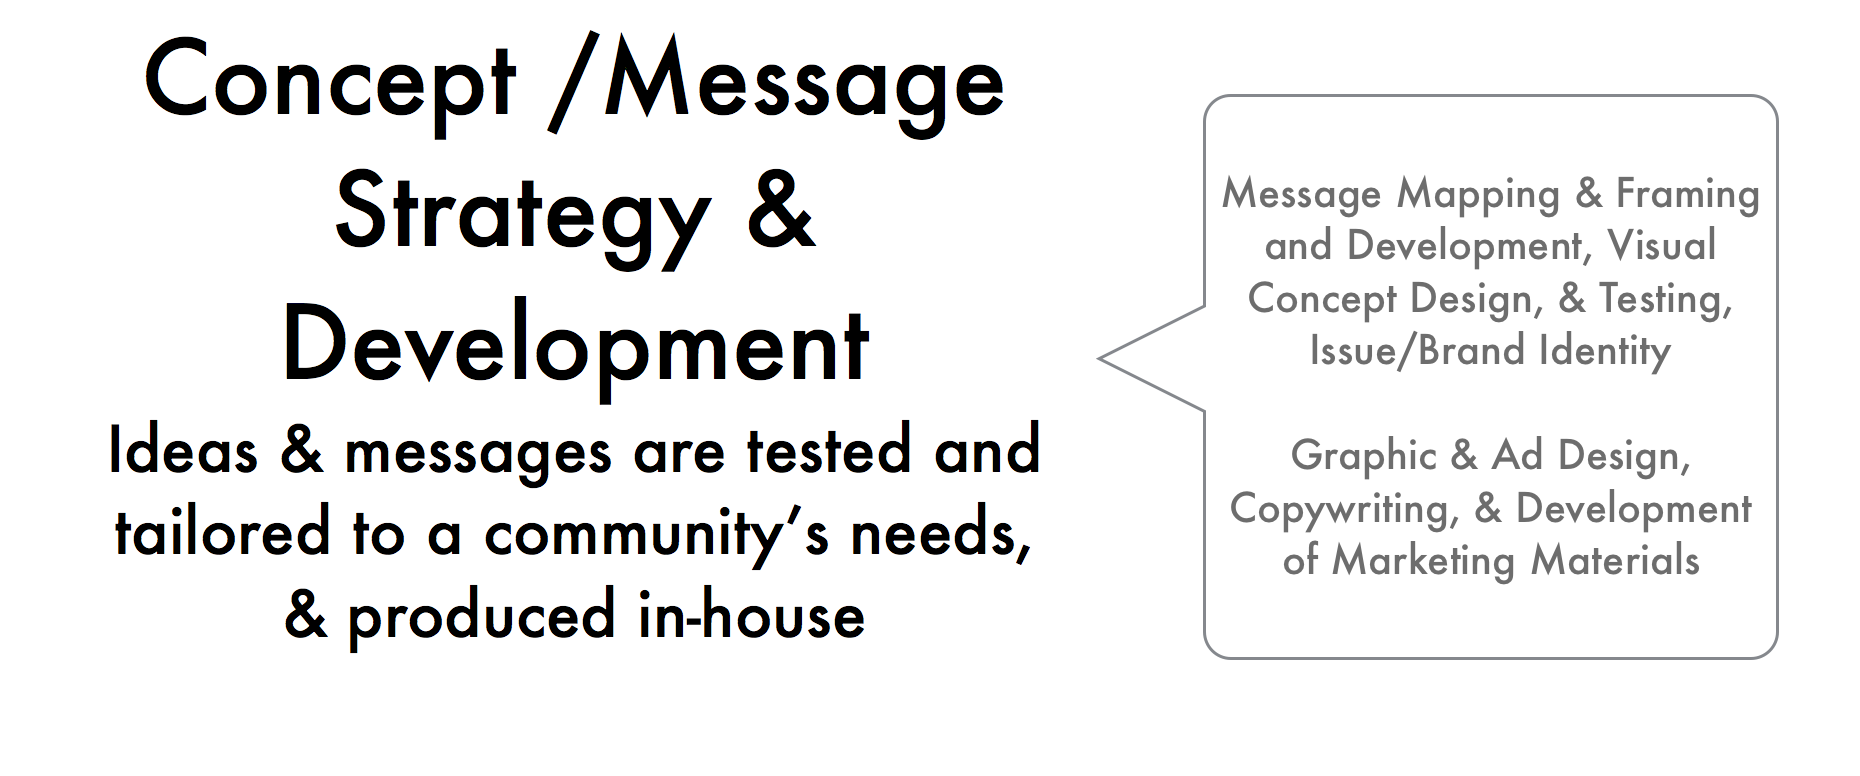 Concept /Message
Strategy &
Development
Ideas & messages are tested and
tailored to a community’s needs,
& produced in-house
Message Mapping & Framing
and Development, Visual
Concept Design, & Testing,
Issue/Brand Identity
Graphic & Ad Design,
Copywriting, & Development
of Marketing Materials